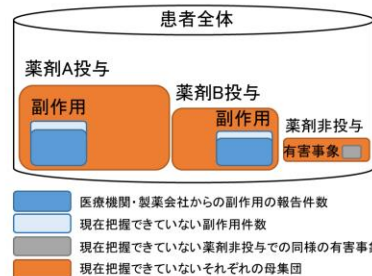 患者全体
薬剤A投与
副作用
薬剤B投与
副作用
薬剤非投与
有害事象
医療機関・製薬会社からの副作用の報告件数
現在把握できていない副作用件数
現在把握できていない薬剤非投与での同様の有害事象
現在把握できていないそれぞれの母集団